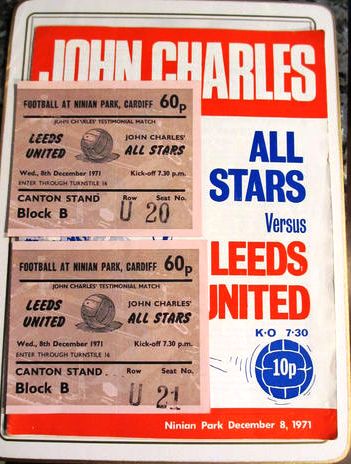 JOHN CHARLES
ALL
STARS
Versus
LEEDS
UNITED
K·O 7·30
10p
Ninian Park December 8, 1971
FOOTBALL AT NINIAN PARK, CARDIFF 60p
JOHN CHARLES' TESTIMONIAL MATCH
LEEDS JOHN CHARLES'
UNITED ALL STARS
Wed., 8th December 1971 Kick-off 7.30 p.m.
ENTER THROUGH TURNSTILE 16
CANTON STAND Row Seat No.
Block B U 20
FOOTBALL AT NINIAN PARK, CARDIFF 60p
JOHN CHARLES' TESTIMONIAL MATCH
LEEDS JOHN CHARLES'
UNITED ALL STARS
Wed., 8th December 1971 Kick-off 7.30 p.m.
ENTER THROUGH TURNSTILE 16
CANTON STAND Row Seat No.
Block B U 21